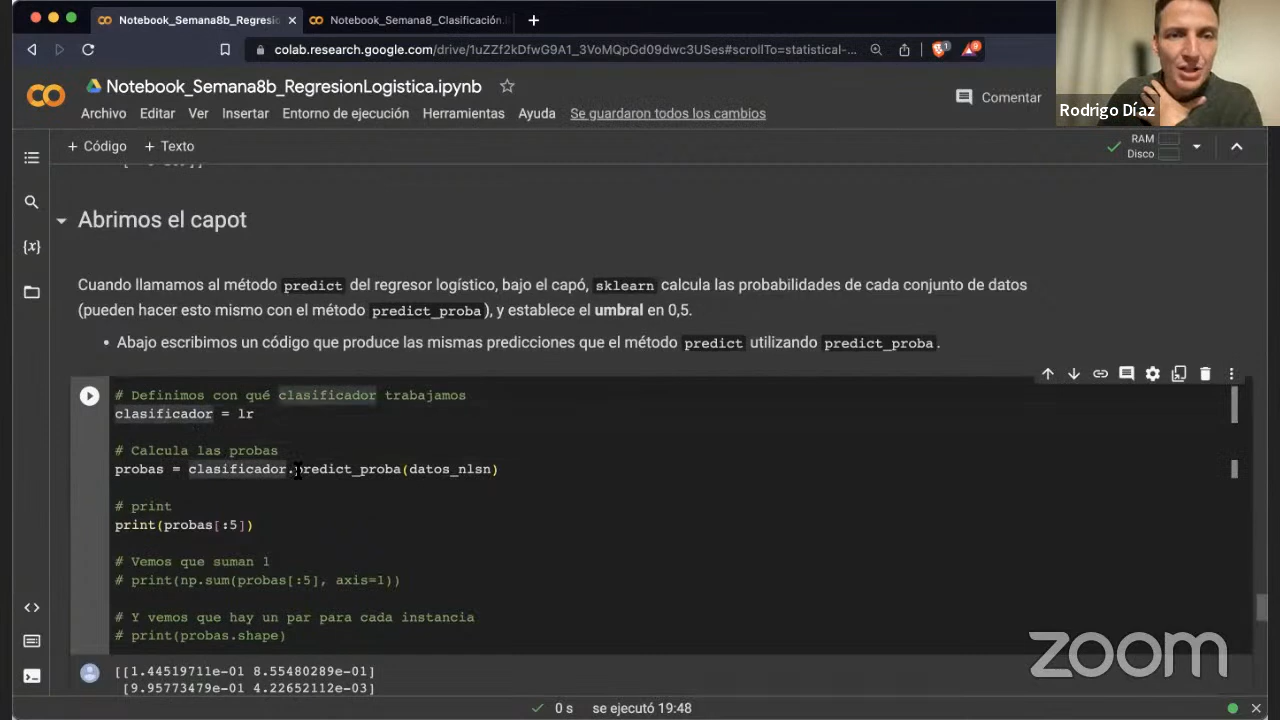 Notebook_Semana8b_Regresio
Notebook_Semana8_Clasificación.i
colab.research.google.com/drive/1uZZf2kDfwG9A1_3VoMQpGd09dwc3USes#scrollTo=statistical-...
1
9
Notebook_Semana8b_RegresionLogistica.ipynb
Comentar
Rodrigo Díaz
Archivo Editar Ver Insertar Entorno de ejecución Herramientas Ayuda Se guardaron todos los cambios
+ Código + Texto
RAM
Disco
Abrimos el capot
Cuando llamamos al método predict del regresor logístico, bajo el capó, sklearn calcula las probabilidades de cada conjunto de datos
(pueden hacer esto mismo con el método predict_proba), y establece el umbral en 0,5.
• Abajo escribimos un código que produce las mismas predicciones que el método predict utilizando predict_proba.
# Definimos con qué clasificador trabajamos
clasificador = lr
# Calcula las probas
probas = clasificador.predict_proba(datos_nlsn)
# print
print(probas[:5])
# Vemos que suman 1
# print(np.sum(probas[:5], axis=1))
# Y vemos que hay un par para cada instancia
# print(probas.shape)
[[1.44519711e-01 8.55480289e-01]
[9.95773479e-01 4.22652112e-03]
zoom
0 s se ejecutó 19:48